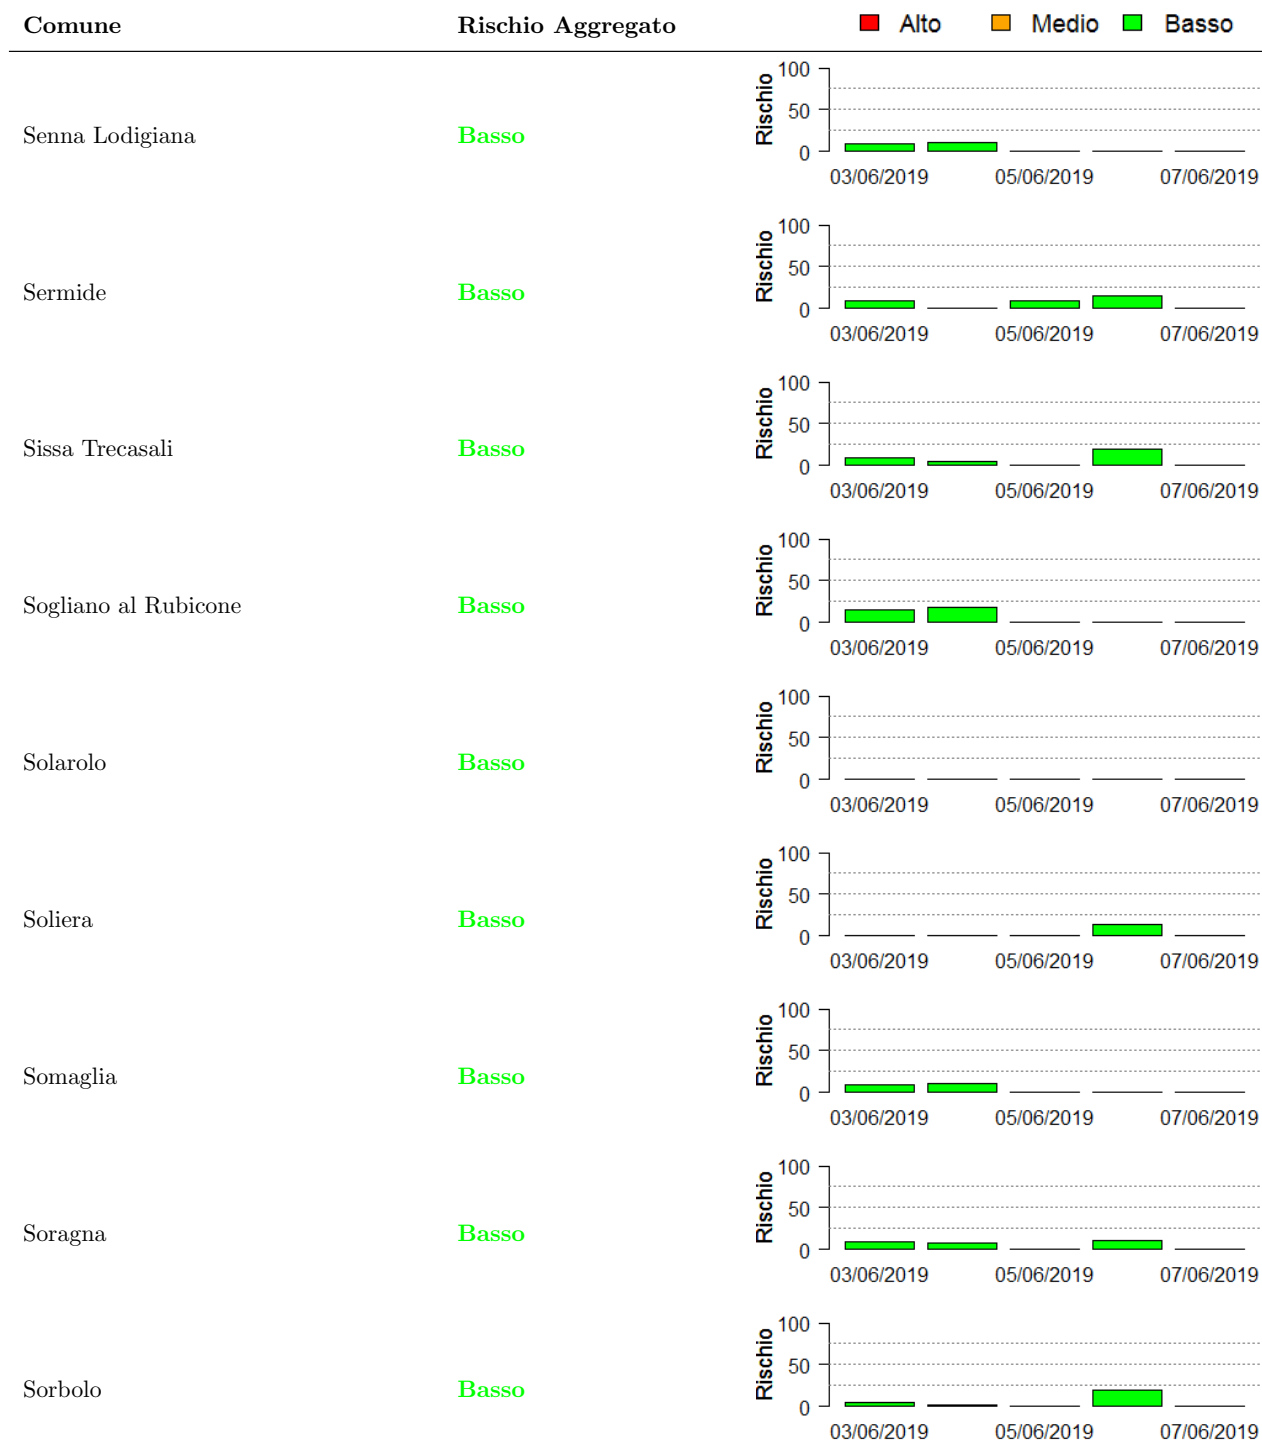 Comune Rischio Aggregato Alto Medio Basso
100
50
0
Rischio
Senna Lodigiana Basso
03/06/2019 05/06/2019 07/06/2019
100
50
0
Rischio
Sermide Basso
03/06/2019 05/06/2019 07/06/2019
100
50
0
Rischio
Sissa Trecasali Basso
03/06/2019 05/06/2019 07/06/2019
100
50
0
Rischio
Sogliano al Rubicone Basso
03/06/2019 05/06/2019 07/06/2019
100
50
0
Rischio
Solarolo Basso
03/06/2019 05/06/2019 07/06/2019
100
50
0
Rischio
Soliera Basso
03/06/2019 05/06/2019 07/06/2019
100
50
0
Rischio
Somaglia Basso
03/06/2019 05/06/2019 07/06/2019
100
50
0
Rischio
Soragna Basso
03/06/2019 05/06/2019 07/06/2019
100
50
0
Rischio
Sorbolo Basso
03/06/2019 05/06/2019 07/06/2019